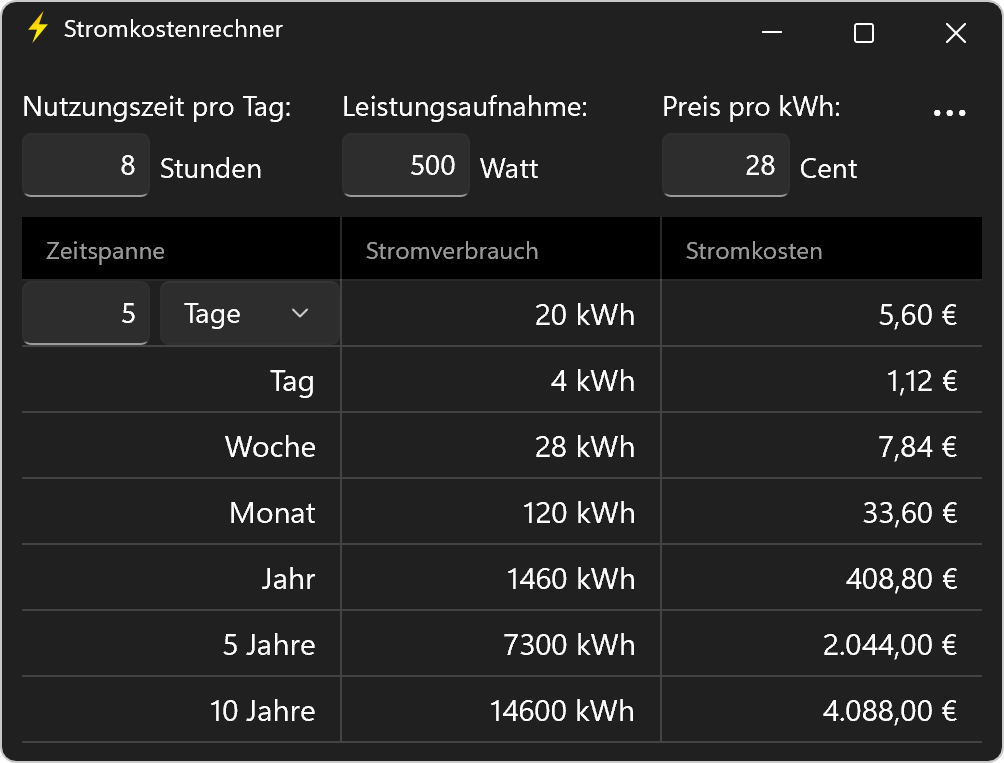 Stromkostenrechner
Nutzungszeit pro Tag: Leistungsaufnahme: Preis pro kWh:
8 Stunden 500 Watt 28 Cent
Zeitspanne Stromverbrauch Stromkosten
5 Tage 20 kWh 5,60 €
Tag 4 kWh 1,12 €
Woche 28 kWh 7,84 €
Monat 120 kWh 33,60 €
Jahr 1460 kWh 408,80 €
5 Jahre 7300 kWh 2.044,00 €
10 Jahre 14600 kWh 4.088,00 €